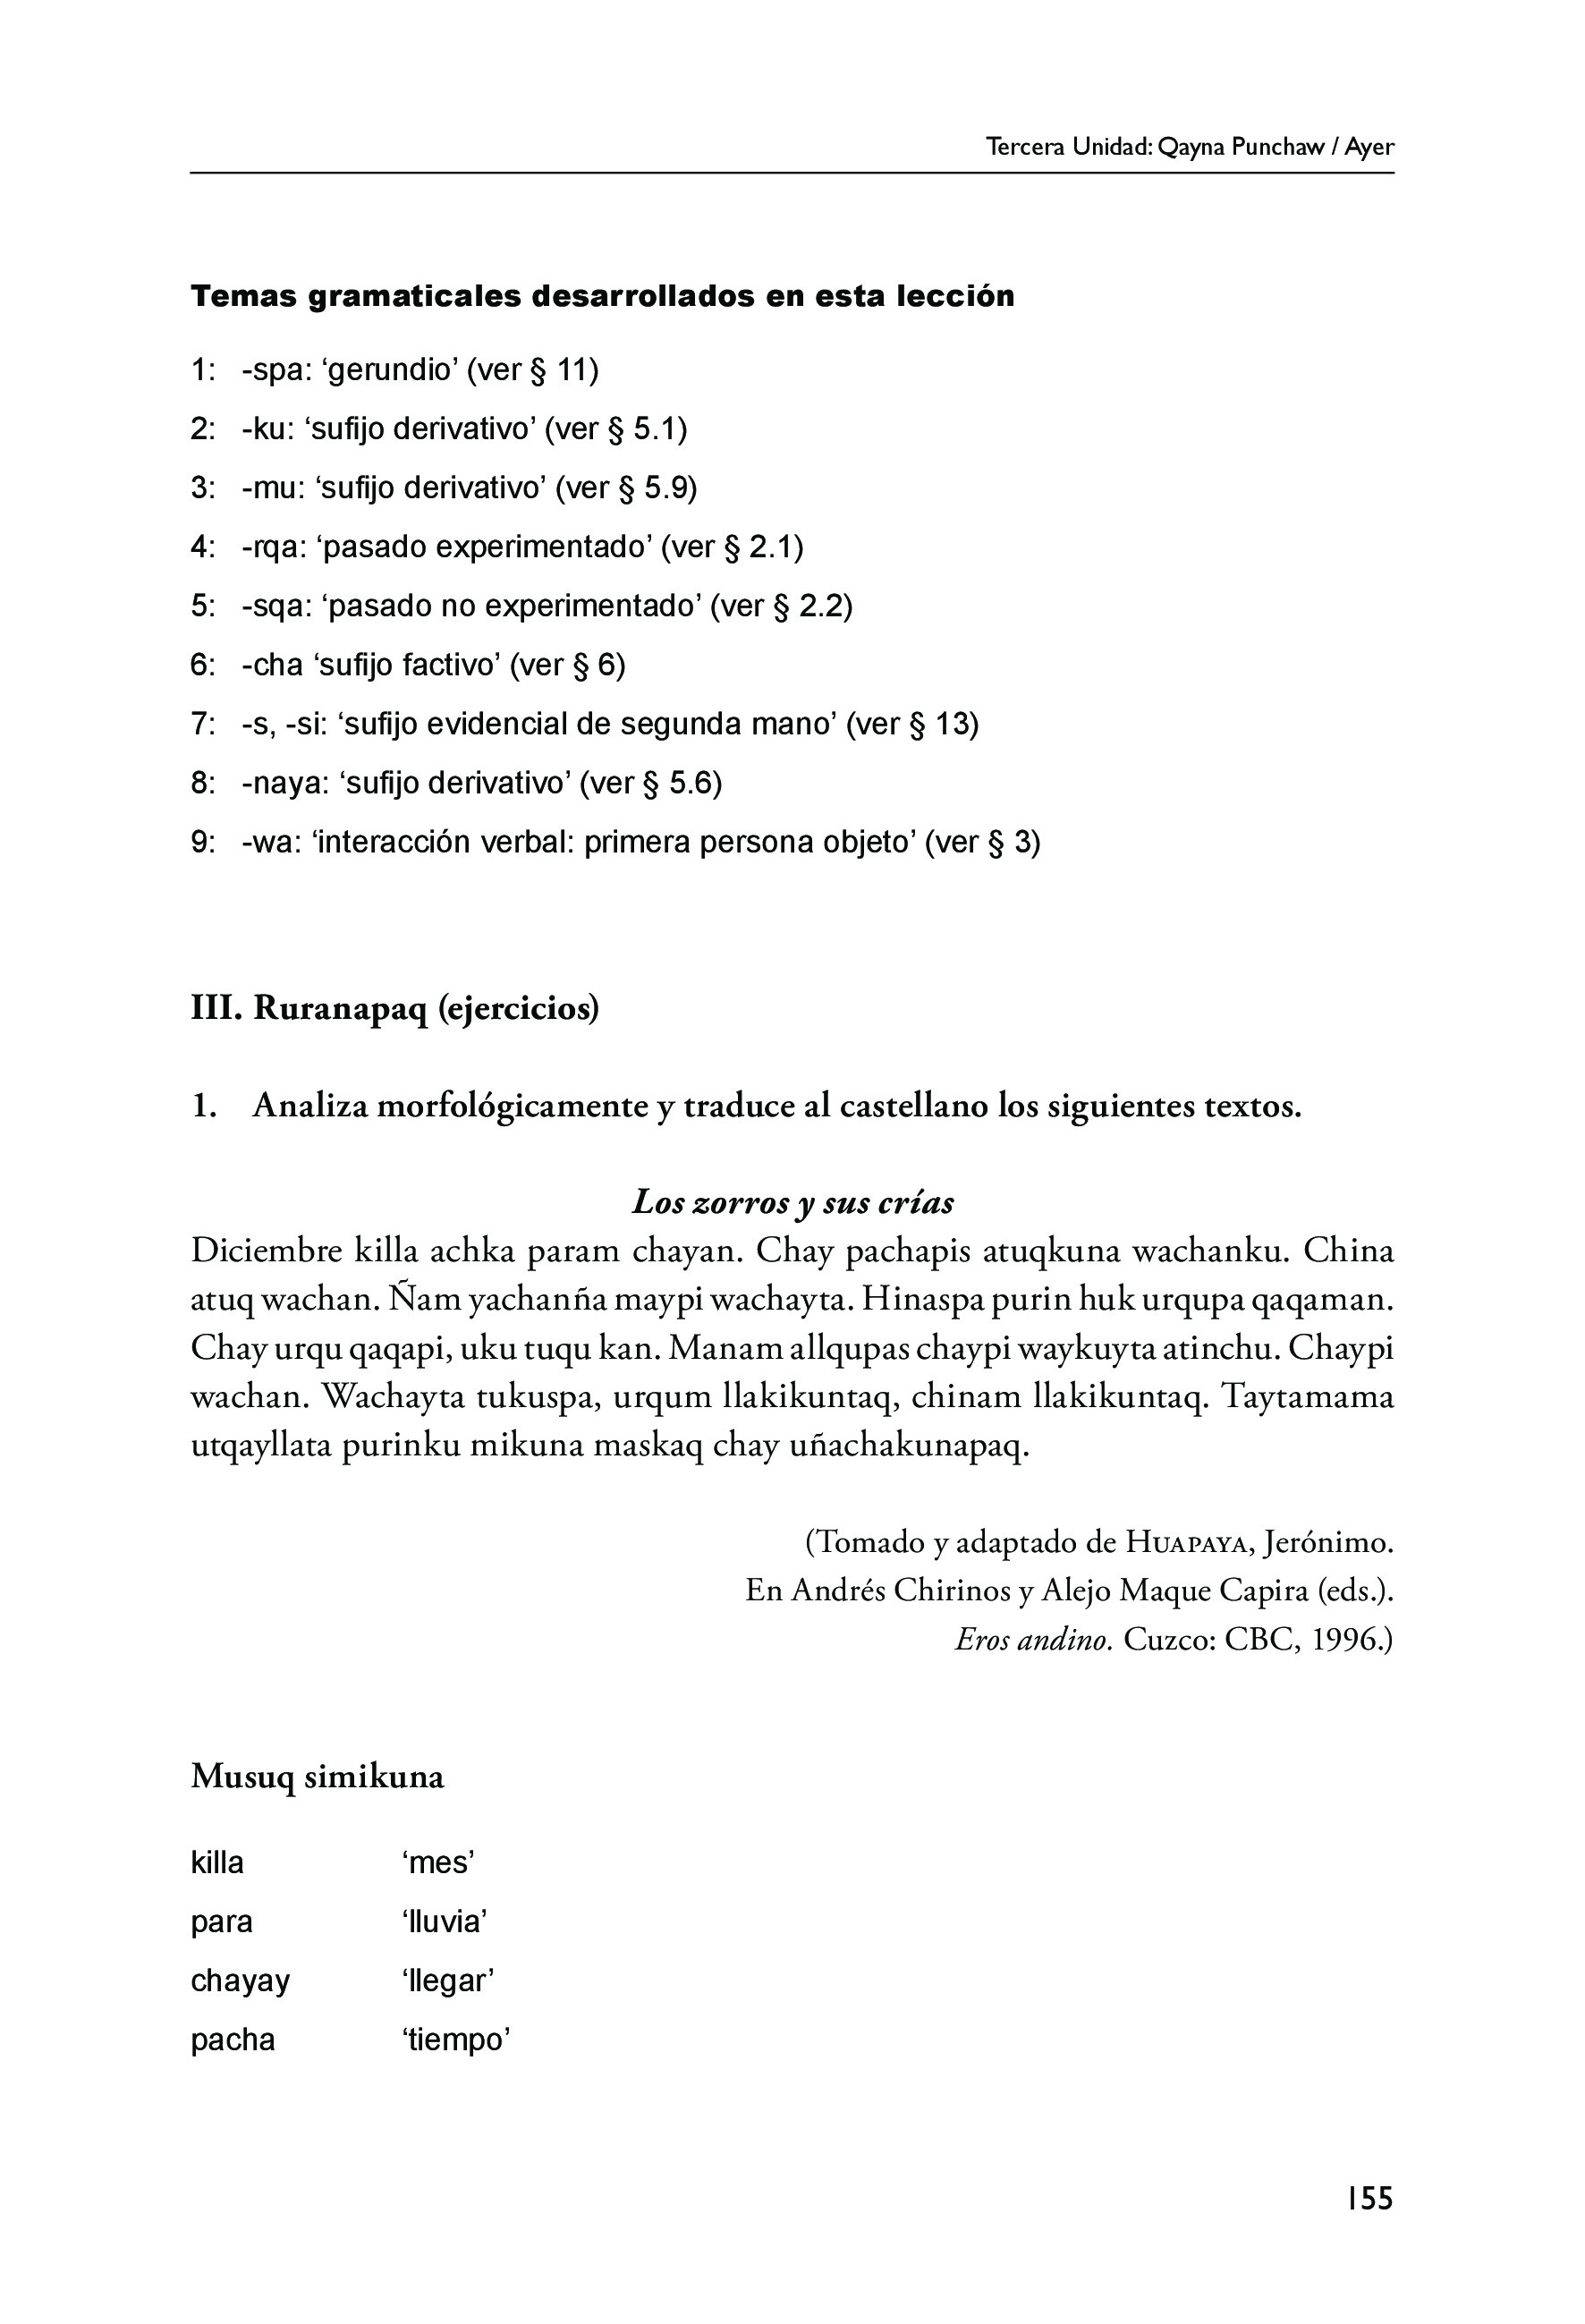 Tercera Unidad: Qayna Punchaw / Ayer
Temas gramaticales desarrollados en esta lección
1: -spa: ‘gerundio’ (ver § 11)
2: -ku: ‘sufijo derivativo’ (ver § 5.1)
3: -mu: ‘sufijo derivativo’ (ver § 5.9)
4: -rqa: ‘pasado experimentado’ (ver § 2.1)
5: -sqa: ‘pasado no experimentado’ (ver § 2.2)
6: -cha ‘sufijo factivo’ (ver § 6)
7: -s, -si: ‘sufijo evidencial de segunda mano’ (ver § 13)
8: -naya: ‘sufijo derivativo’ (ver § 5.6)
9: -wa: ‘interacción verbal: primera persona objeto’ (ver § 3)
III. Ruranapaq (ejercicios)
1. Analiza morfológicamente y traduce al castellano los siguientes textos.
Los zorros y sus crías
Diciembre killa achka param chayan. Chay pachapis atuqkuna wachanku. China
atuq wachan. Ñam yachanña maypi wachayta. Hinaspa purin huk urqupa qaqaman.
Chay urqu qaqapi, uku tuqu kan. Manam allqupas chaypi waykuyta atinchu. Chaypi
wachan. Wachayta tukuspa, urqum llakikuntaq, chinam llakikuntaq. Taytamama
utqayllata purinku mikuna maskaq chay uñachakunapaq.
(Tomado y adaptado de Huapaya, Jerónimo.
En Andrés Chirinos y Alejo Maque Capira (eds.).
Eros andino. Cuzco: CBC, 1996.)
Musuq simikuna
killa ‘mes’
para ‘lluvia’
chayay ‘llegar’
pacha ‘tiempo’
155